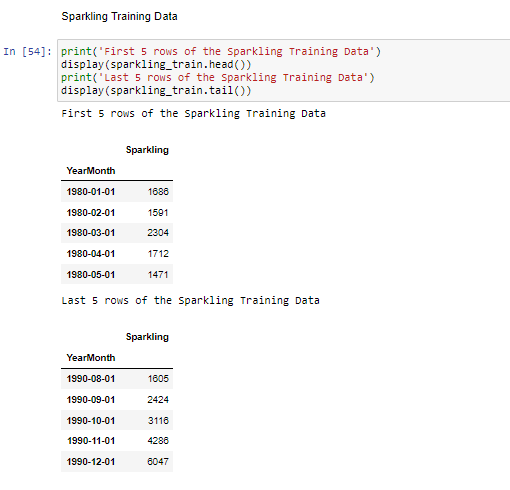 Sparkling Training Data
In [54]: print('First 5 rows of the Sparkling Training Data')
display(sparkling_train.head())
print('Last 5 rows of the Sparkling Training Data')
display(sparkling_train.tail())
First 5 rows of the Sparkling Training Data
Sparkling
YearMonth
1980-01-01 1686
1980-02-01 1591
1980-03-01 2304
1980-04-01 1712
1980-05-01 1471
Last 5 rows of the Sparkling Training Data
Sparkling
YearMonth
1990-08-01 1605
1990-09-01 2424
1990-10-01 3116
1990-11-01 4286
1990-12-01 6047